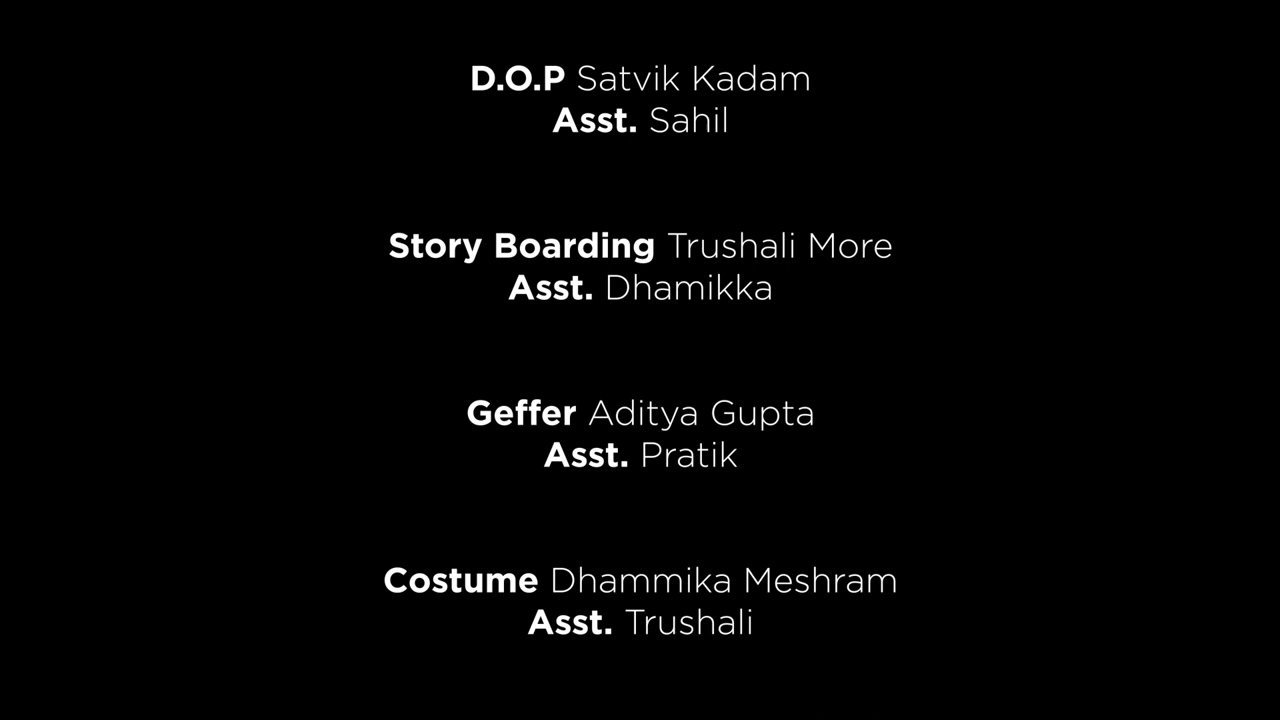 D.O.P Satvik Kadam
Asst. Sahil
Story Boarding Trushali More
Asst. Dhamikka
Geffer Aditya Gupta
Asst. Pratik
Costume Dhammika Meshram
Asst. Trushali